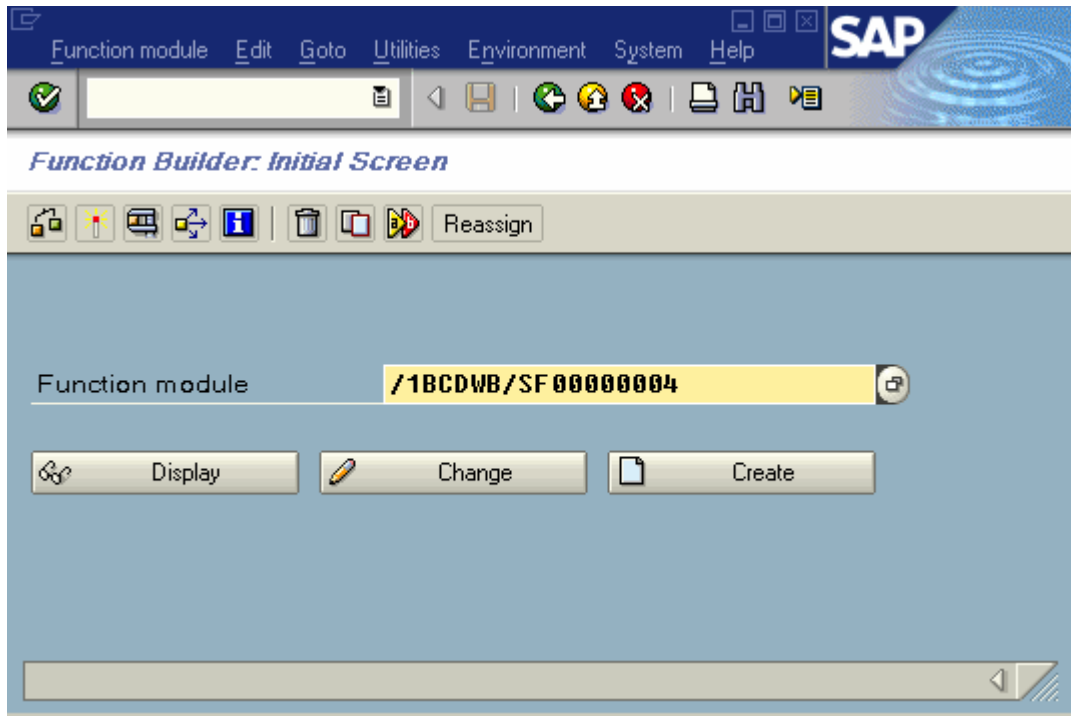 SAP
Function module Edit Goto Utilities Environment System Help
Function Builder: Initial Screen
Reassign
Function module /1BCDWB/SF00000004
Display Change Create